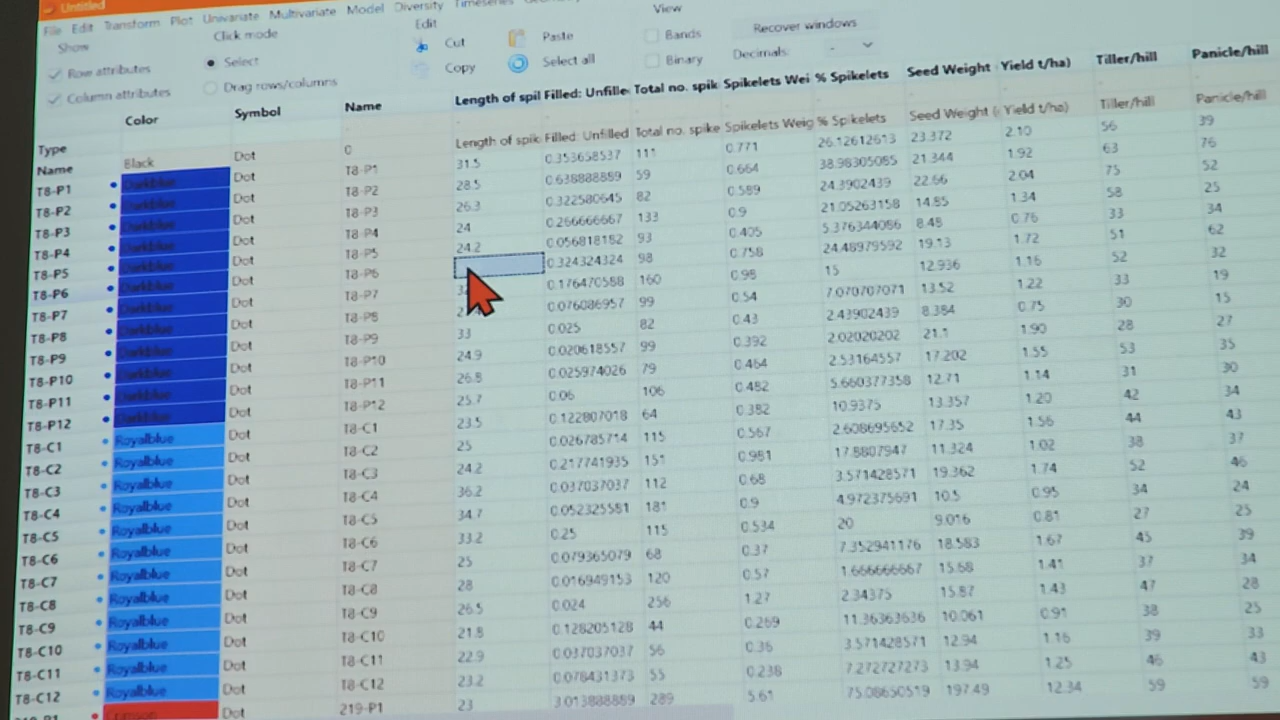 Untitled
File Edit Transform Plot Univariate Multivariate Model Diversity Timeseries
Show Click mode Edit View
Row attributes Select Cut Paste Bands Recover windows
Column attributes Drag rows/columns Copy Select all Binary Decimals: -
Color Symbol Name Length of spil Filled: Unfille Total no. spik Spikelets Wei % Spikelets Seed Weight Yield t/ha) Tiller/hill Panicle/hill
Type - - - - - - - - -
Name Black Dot 0 Length of spik Filled: Unfilled Total no. spike Spikelets Weig % Spikelets Seed Weight ( Yield t/ha) Tiller/hill Panicle/hill
T8-P1 Darkblue Dot T8-P1 31.5 0.353658537 111 0.771 26.12612613 23.372 2.10 56 39
T8-P2 Darkblue Dot T8-P2 28.5 0.638888889 59 0.664 38.98305085 21.344 1.92 63 76
T8-P3 Darkblue Dot T8-P3 26.3 0.322580645 82 0.589 24.3902439 22.66 2.04 75 52
T8-P4 Darkblue Dot T8-P4 24 0.266666667 133 0.9 21.05263158 14.85 1.34 58 25
T8-P5 Darkblue Dot T8-P5 24.2 0.056818182 93 0.405 5.376344086 8.48 0.76 33 34
T8-P6 Darkblue Dot T8-P6 0.324324324 98 0.758 24.48979592 19.13 1.72 51 62
T8-P7 Darkblue Dot T8-P7 0.176470588 160 0.98 15 12.936 1.16 52 32
T8-P8 Darkblue Dot T8-P8 0.076086957 99 0.54 7.070707071 13.52 1.22 33 19
T8-P9 Darkblue Dot T8-P9 33 0.025 82 0.43 2.43902439 8.384 0.75 30 15
T8-P10 Darkblue Dot T8-P10 24.9 0.020618557 99 0.392 2.02020202 21.1 1.90 28 27
T8-P11 Darkblue Dot T8-P11 26.8 0.025974026 79 0.464 2.53164557 17.202 1.55 53 35
T8-P12 Darkblue Dot T8-P12 25.7 0.06 106 0.482 5.660377358 12.71 1.14 31 30
T8-C1 Royalblue Dot T8-C1 23.5 0.122807018 64 0.382 10.9375 13.357 1.20 42 34
T8-C2 Royalblue Dot T8-C2 25 0.026785714 115 0.567 2.608695652 17.35 1.56 44 43
T8-C3 Royalblue Dot T8-C3 24.2 0.217741935 151 0.981 17.8807947 11.324 1.02 38 37
T8-C4 Royalblue Dot T8-C4 36.2 0.037037037 112 0.68 3.571428571 19.362 1.74 52 46
T8-C5 Royalblue Dot T8-C5 34.7 0.052325581 181 0.9 4.972375691 10.5 0.95 34 24
T8-C6 Royalblue Dot T8-C6 33.2 0.25 115 0.534 20 9.016 0.81 27 25
T8-C7 Royalblue Dot T8-C7 25 0.079365079 68 0.37 7.352941176 18.583 1.67 45 39
T8-C8 Royalblue Dot T8-C8 28 0.016949153 120 0.57 1.666666667 15.68 1.41 37 34
T8-C9 Royalblue Dot T8-C9 26.5 0.024 256 1.27 2.34375 15.87 1.43 47 28
T8-C10 Royalblue Dot T8-C10 21.8 0.128205128 44 0.269 11.36363636 10.061 0.91 38 25
T8-C11 Royalblue Dot T8-C11 22.9 0.037037037 56 0.36 3.571428571 12.94 1.16 39 33
T8-C12 Royalblue Dot T8-C12 23.2 0.078431373 55 0.238 7.272727273 13.94 1.25 46 43
219-P1 Crimson Dot 219-P1 23 3.013888889 289 5.61 75.08650519 197.49 12.34 59 59